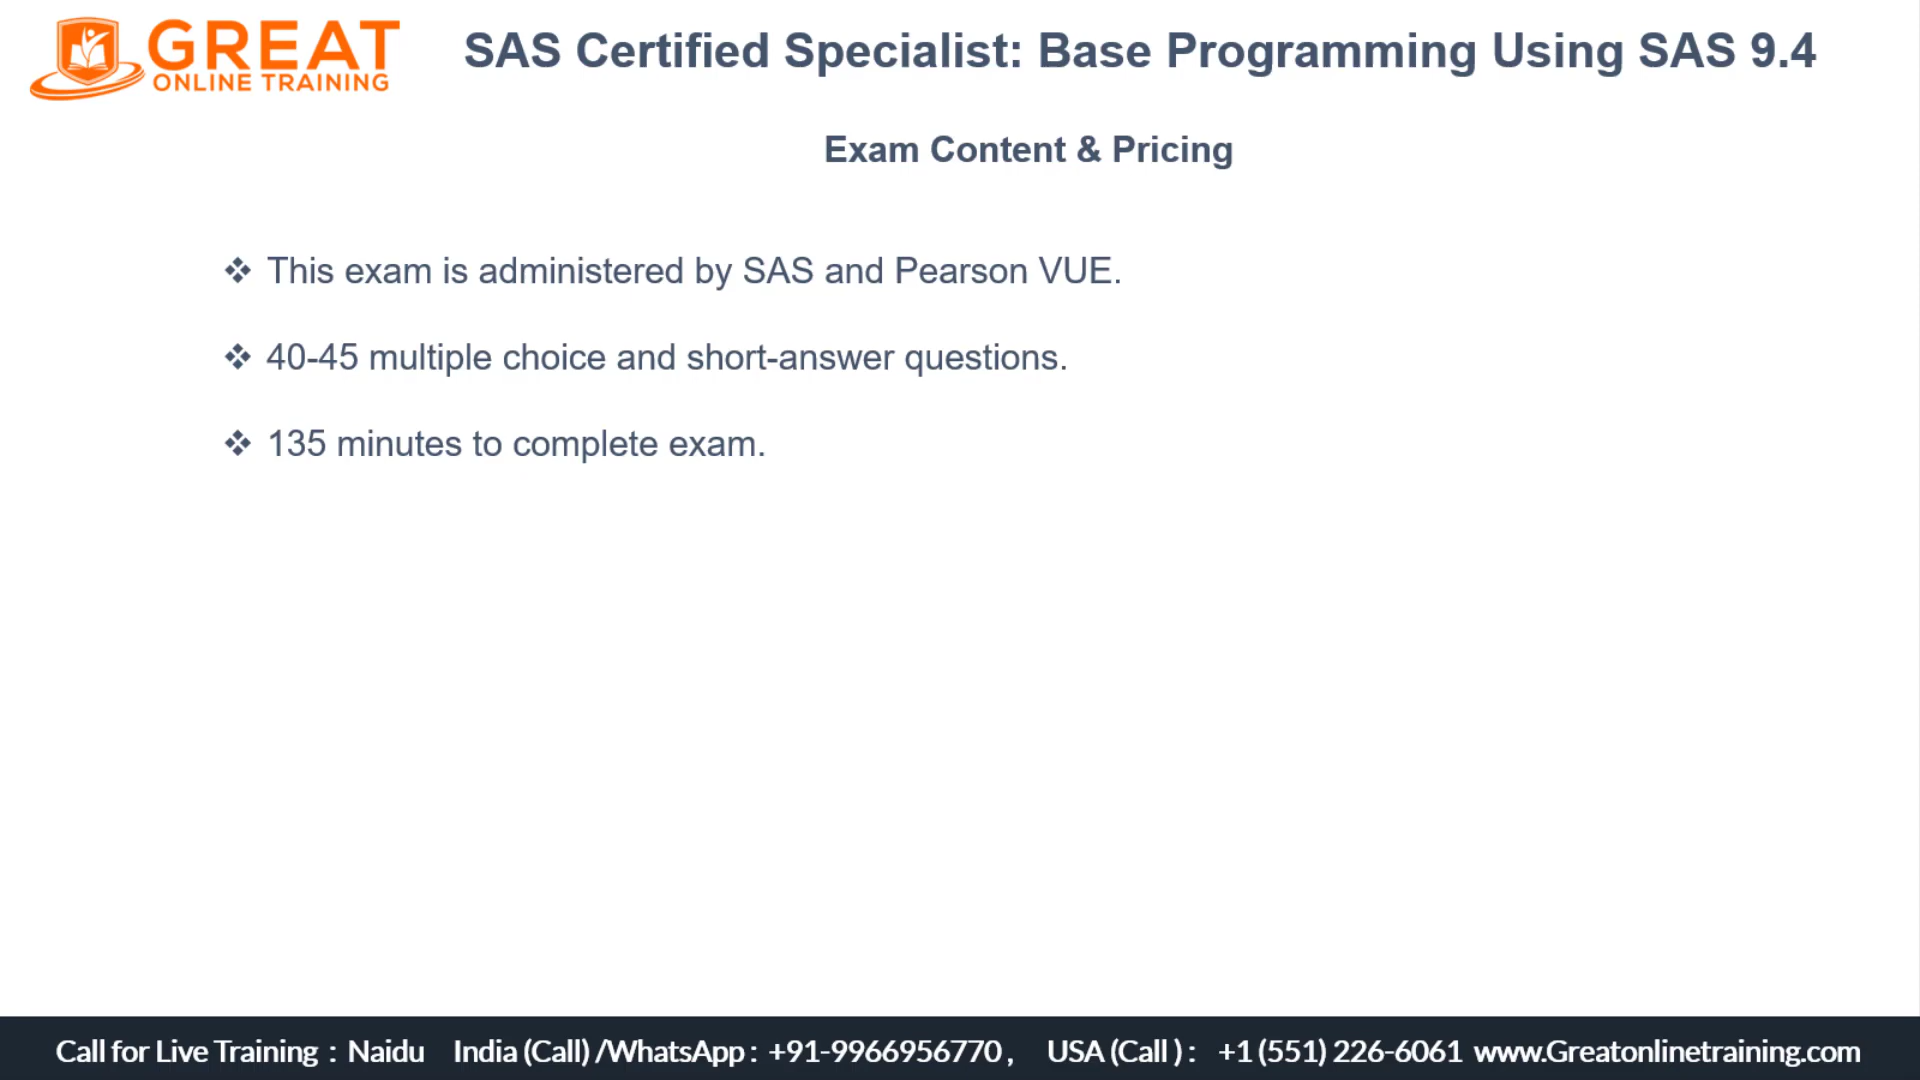 GREAT
ONLINE TRAINING
SAS Certified Specialist: Base Programming Using SAS 9.4
Exam Content & Pricing
❖ This exam is administered by SAS and Pearson VUE.
❖ 40-45 multiple choice and short-answer questions.
❖ 135 minutes to complete exam.
Call for Live Training : Naidu India (Call) /WhatsApp : +91-9966956770 , USA (Call ) : +1 (551) 226-6061 www.Greatonlinetraining.com